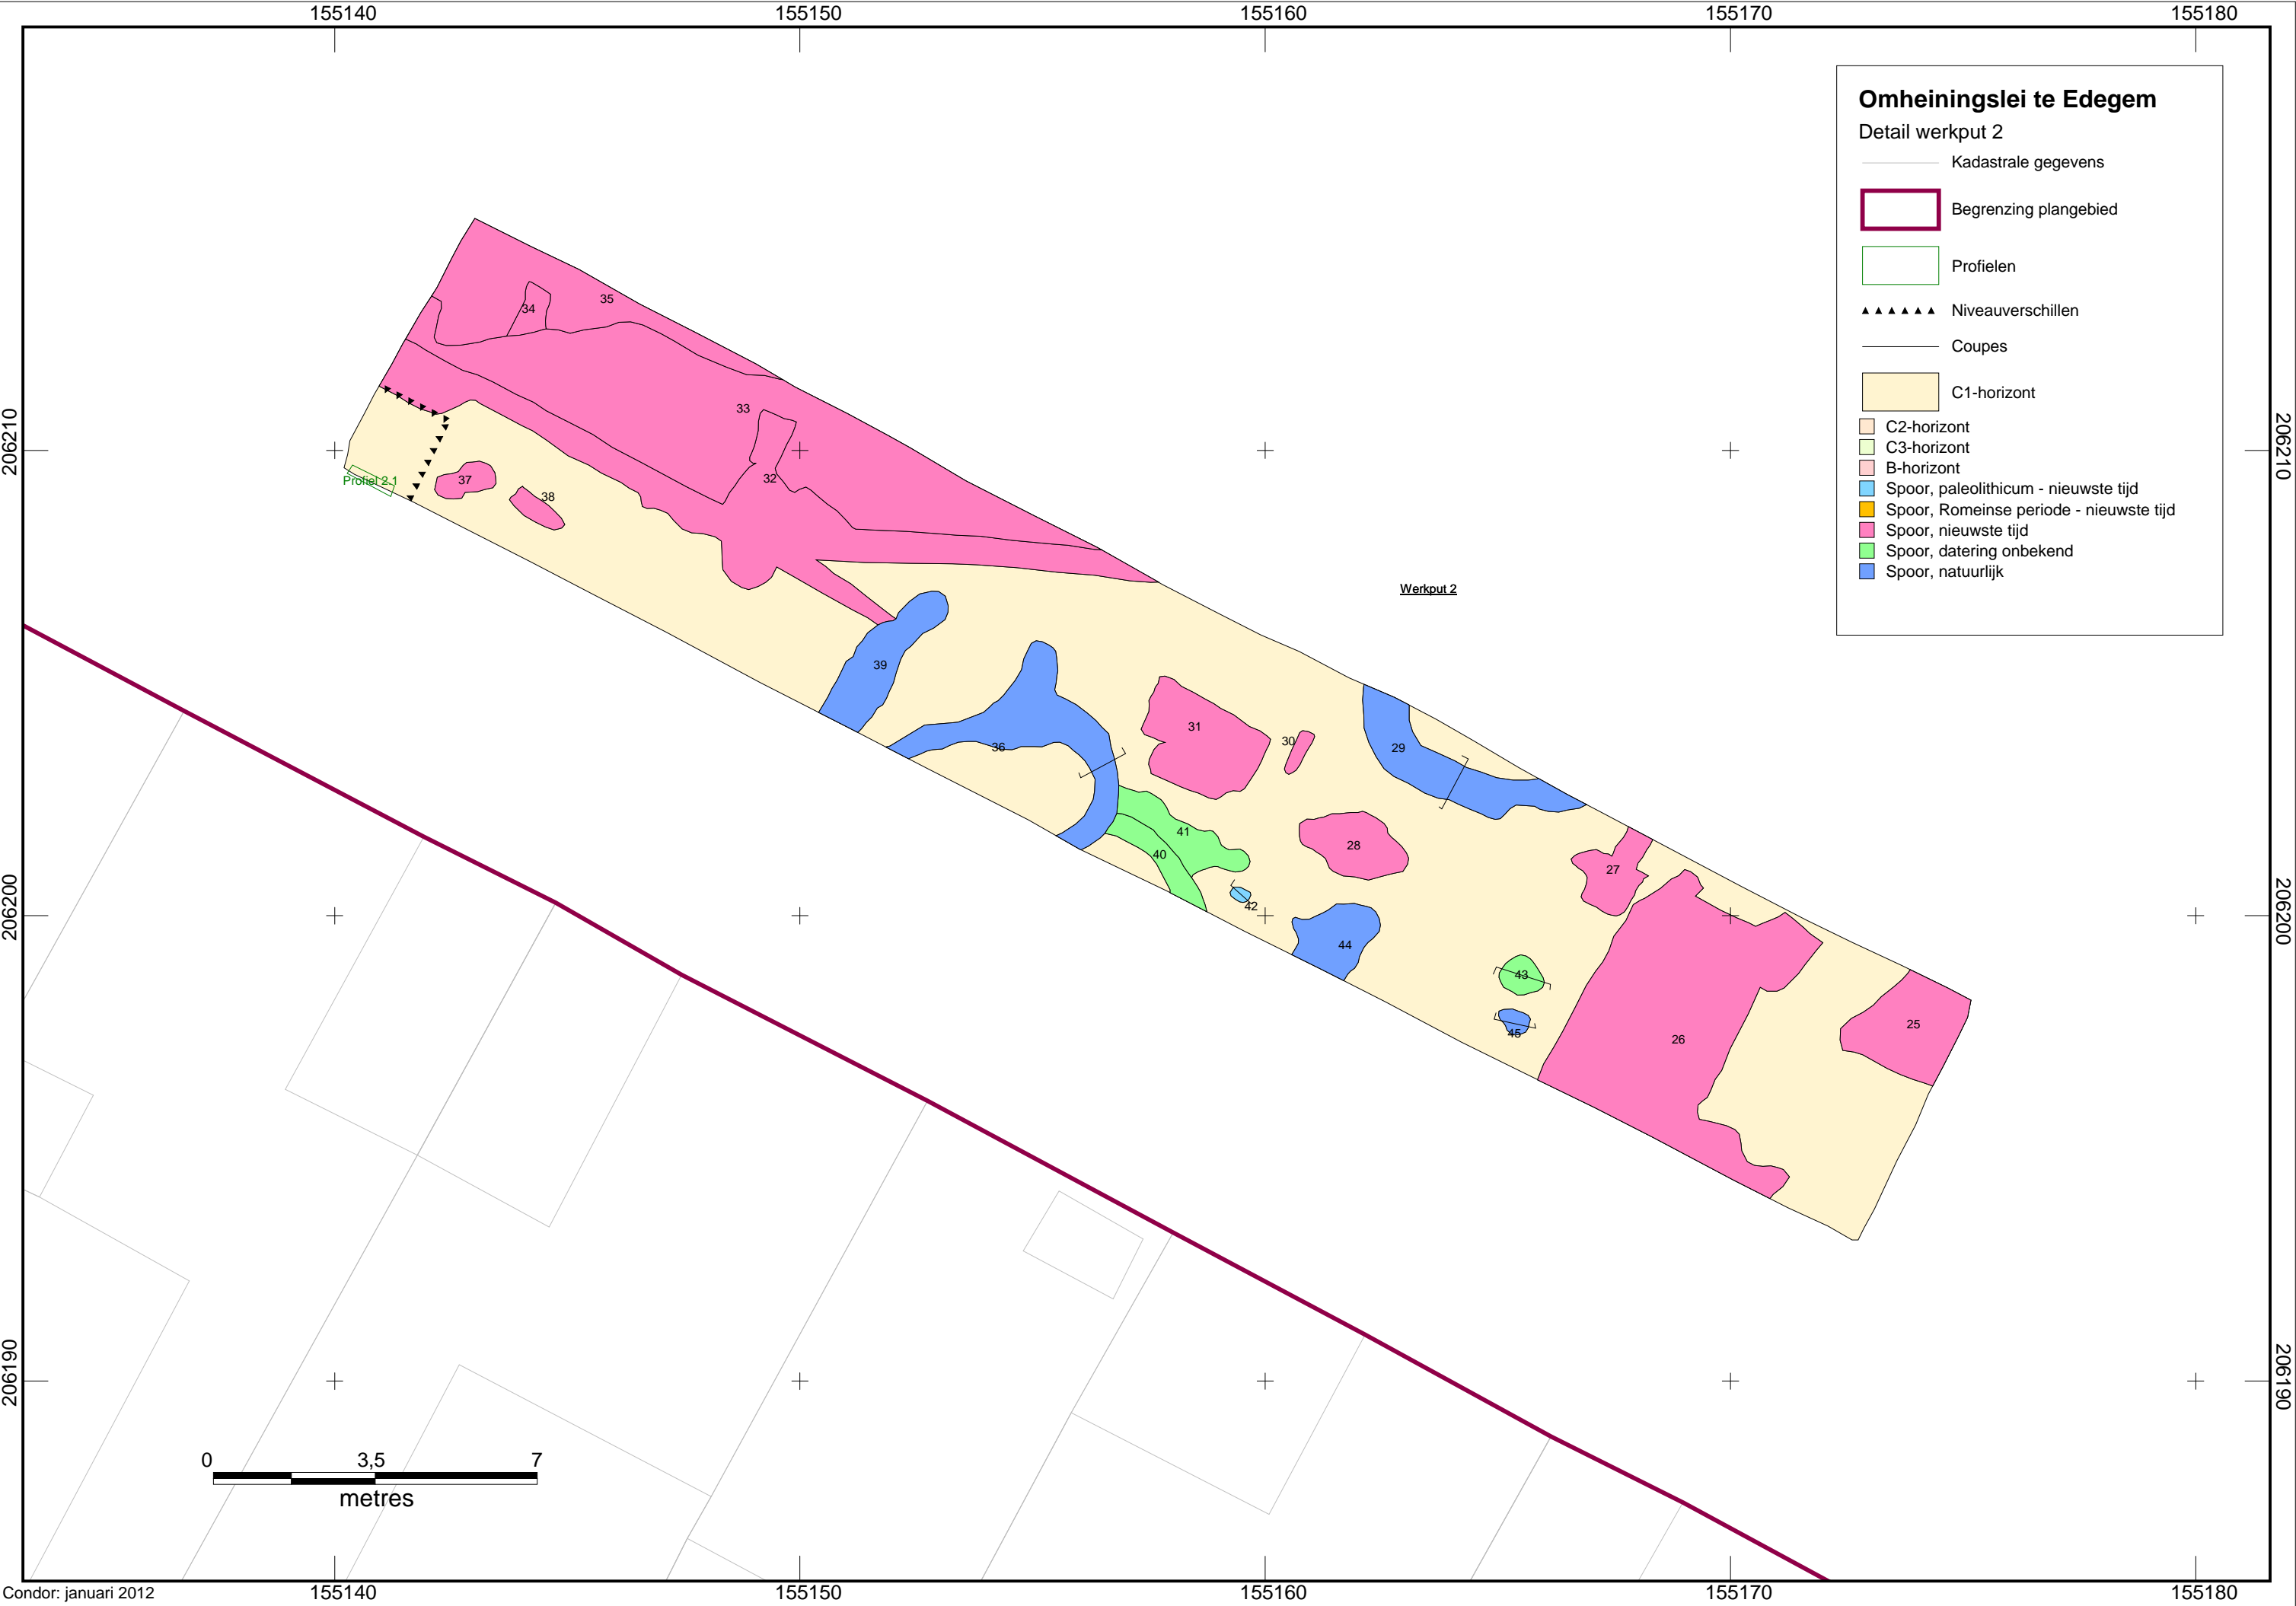 155140 155150 155160 155170 155180
Omheiningslei te Edegem
Detail werkput 2
Kadastrale gegevens
Begrenzing plangebied
Profielen
Niveauverschillen
Coupes
C1-horizont
C2-horizont
C3-horizont
B-horizont
Spoor, paleolithicum - nieuwste tijd
Spoor, Romeinse periode - nieuwste tijd
Spoor, nieuwste tijd
Spoor, datering onbekend
Spoor, natuurlijk
35
34
33
206210
206210
32
37
Profiel 2.1
38
Werkput 2
39
31
30
36
29
41
28
40
27
42
206200
206200
44
43
25
45
26
206190
206190
0 3,5 7
metres
155140 155150 155160 155170 155180
Condor: januari 2012